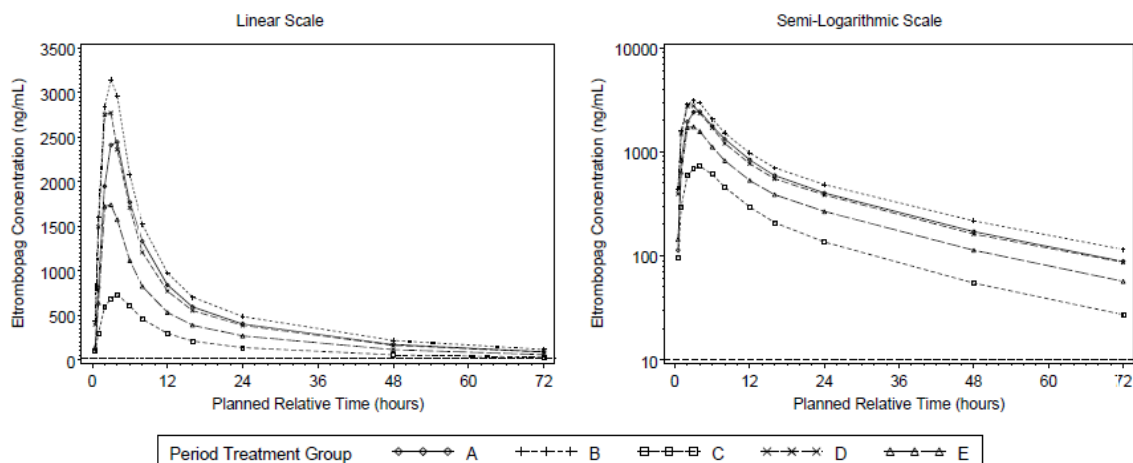 Linear Scale
3500
3000
2500
2000
1500
1000
500
0
Eltrombopag Concentration (ng/mL)
0 12 24 36 48 60 72
Planned Relative Time (hours)
Semi-Logarithmic Scale
10000
1000
100
10
Eltrombopag Concentration (ng/mL)
0 12 24 36 48 60 72
Planned Relative Time (hours)
Period Treatment Group A B C D E